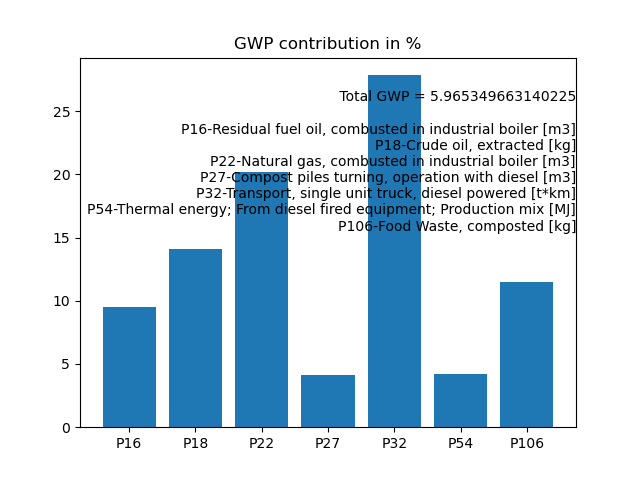 GWP contribution in %
Total GWP = 5.965349663140225
P16-Residual fuel oil, combusted in industrial boiler [m3]
P18-Crude oil, extracted [kg]
P22-Natural gas, combusted in industrial boiler [m3]
P27-Compost piles turning, operation with diesel [m3]
P32-Transport, single unit truck, diesel powered [t*km]
P54-Thermal energy; From diesel fired equipment; Production mix [MJ]
P106-Food Waste, composted [kg]
25
20
15
10
5
0
P16 P18 P22 P27 P32 P54 P106